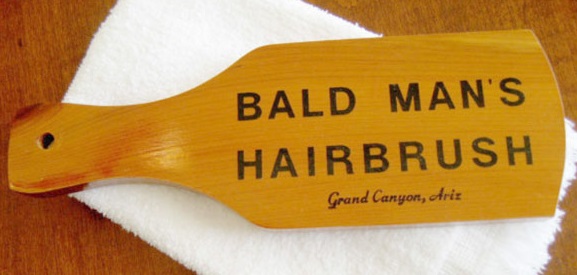 BALD MAN'S
HAIRBRUSH
Grand Canyon, Ariz